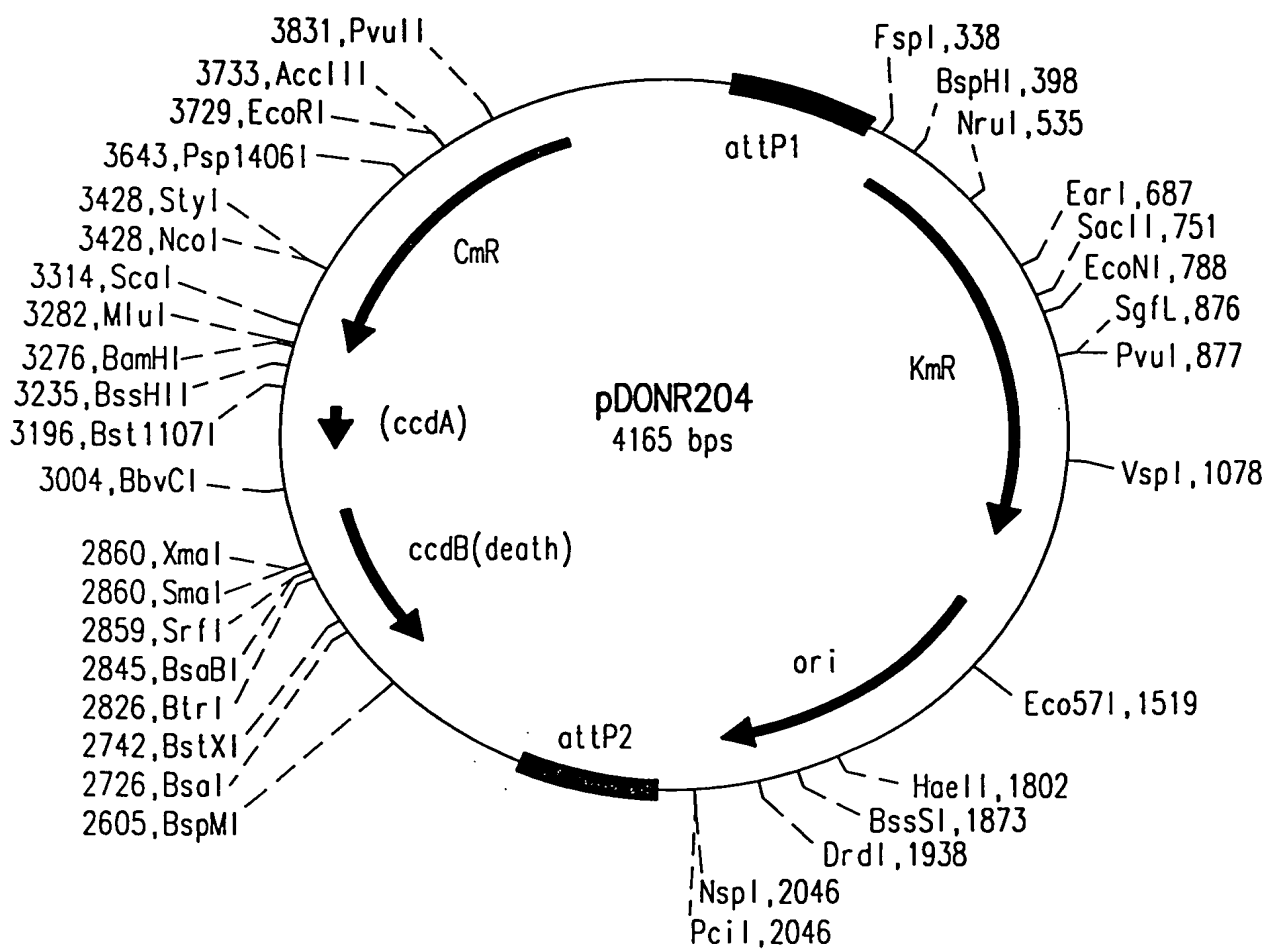 3831,PvuII
3733,AccIII
3729,EcoRI
3643,Psp1406I
3428,StyI
3428,NcoI
3314,ScaI
3282,MluI
3276,BamHI
3235,BssHII
3196,Bst1107I
3004,BbvCI
2860,XmaI
2860,SmaI
2859,SrfI
2845,BsaBI
2826,BtrI
2742,BstXI
2726,BsaI
2605,BspMI
attP1
CmR
KmR
pDONR204
4165 bps
(ccdA)
ccdB(death)
ori
attP2
FspI,338
BspHI,398
NruI,535
EarI,687
SacII,751
EcoNI,788
SgfL,876
PvuI,877
VspI,1078
Eco57I,1519
HaeII,1802
BssSI,1873
DrdI,1938
NspI,2046
PciI,2046